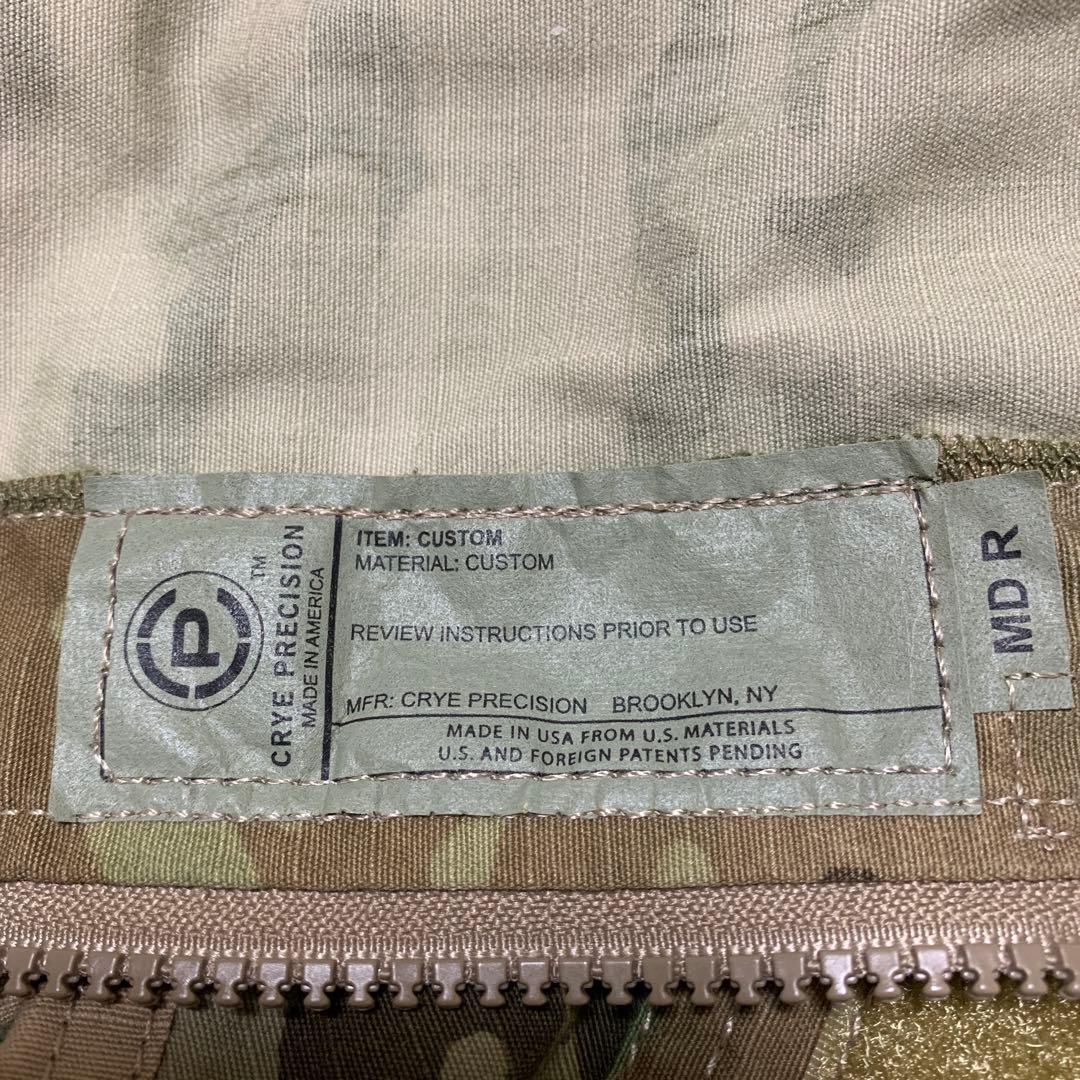 P
TM
CRYE PRECISION
MADE IN AMERICA
ITEM: CUSTOM
MATERIAL: CUSTOM
REVIEW INSTRUCTIONS PRIOR TO USE
MFR: CRYE PRECISION BROOKLYN, NY
MADE IN USA FROM U.S. MATERIALS
U.S. AND FOREIGN PATENTS PENDING
MD R